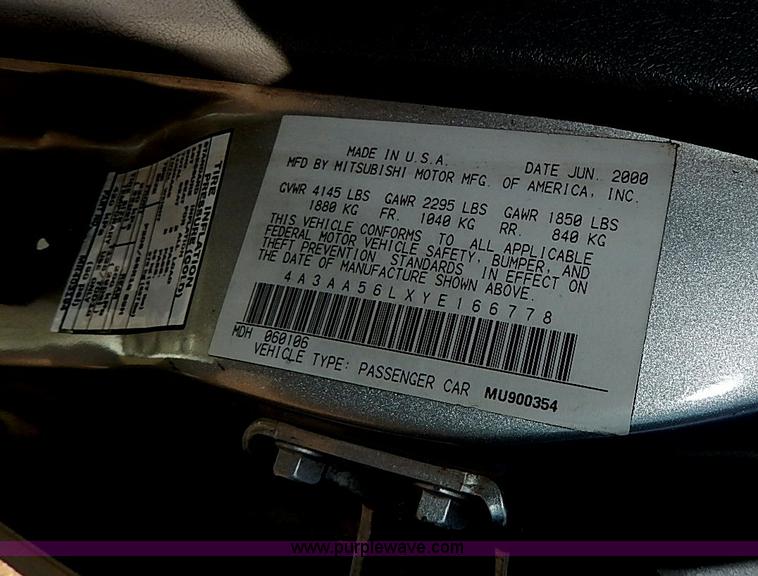 MADE IN U.S.A. DATE JUN. 2000
MFD BY MITSUBISHI MOTOR MFG. OF AMERICA, INC.
GVWR 4145 LBS GAWR 2295 LBS GAWR 1850 LBS
1880 KG FR. 1040 KG RR. 840 KG
THIS VEHICLE CONFORMS TO ALL APPLICABLE
FEDERAL MOTOR VEHICLE SAFETY, BUMPER, AND
THEFT PREVENTION STANDARDS IN EFFECT ON
THE DATE OF MANUFACTURE SHOWN ABOVE.
4A3AA56LXYE166778
MDH 060106
VEHICLE TYPE: PASSENGER CAR MU900354
TIRE INFLATION
PRESSURE (COLD)
www.purplewave.com